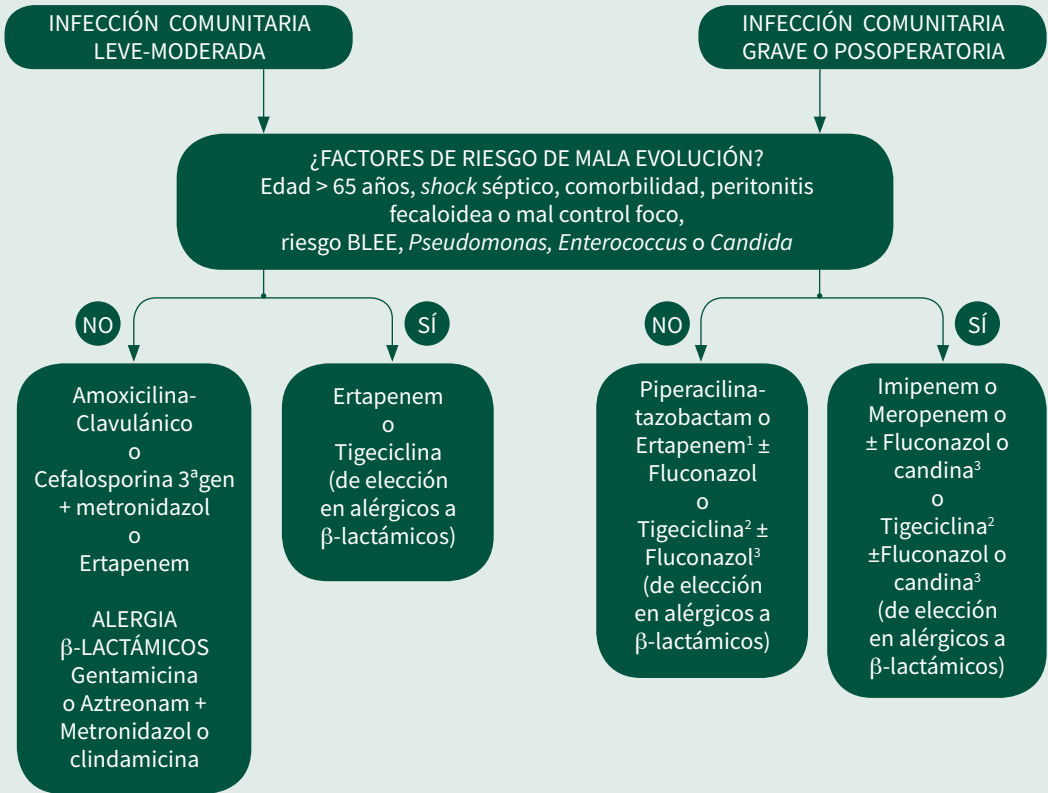 INFECCIÓN COMUNITARIA
LEVE-MODERADA
INFECCIÓN COMUNITARIA
GRAVE O POSOPERATORIA
¿FACTORES DE RIESGO DE MALA EVOLUCIÓN?
Edad > 65 años, shock séptico, comorbilidad, peritonitis
fecaloidea o mal control foco,
riesgo BLEE, Pseudomonas, Enterococcus o Candida
NO
SÍ
NO
SÍ
Amoxicilina-
Clavulánico
o
Cefalosporina 3ªgen
+ metronidazol
o
Ertapenem
ALERGIA
β-LACTÁMICOS
Gentamicina
o Aztreonam +
Metronidazol o
clindamicina
Ertapenem
o
Tigeciclina
(de elección
en alérgicos a
β-lactámicos)
Piperacilina-
tazobactam o
Ertapenem¹ ±
Fluconazol
o
Tigeciclina² ±
Fluconazol³
(de elección
en alérgicos a
β-lactámicos)
Imipenem o
Meropenem o
± Fluconazol o
candina³
o
Tigeciclina²
±Fluconazol o
candina³
(de elección
en alérgicos a
β-lactámicos)